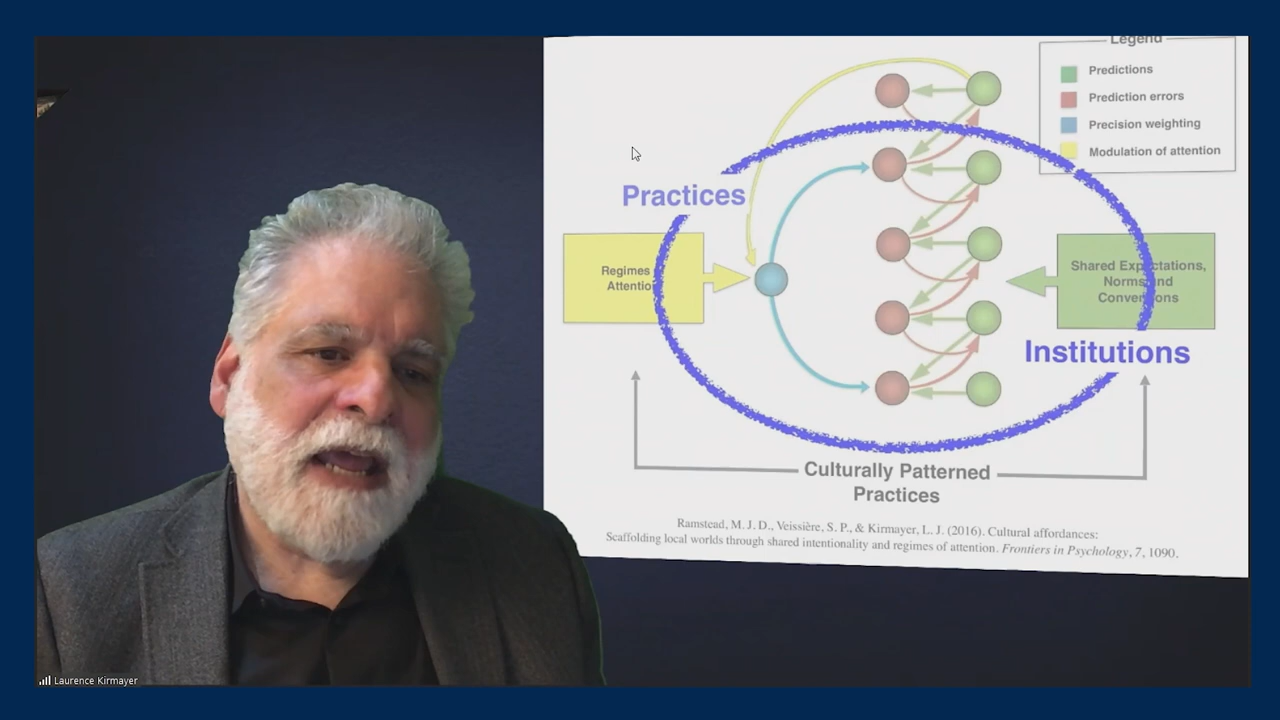 Legend
Predictions
Prediction errors
Precision weighting
Modulation of attention
Practices
Regimes
Attentio
Shared Expectations,
Norms and
Conventions
Institutions
Culturally Patterned
Practices
Ramstead, M. J. D., Veissière, S. P., & Kirmayer, L. J. (2016). Cultural affordances:
Scaffolding local worlds through shared intentionality and regimes of attention. Frontiers in Psychology, 7, 1090.
Laurence Kirmayer